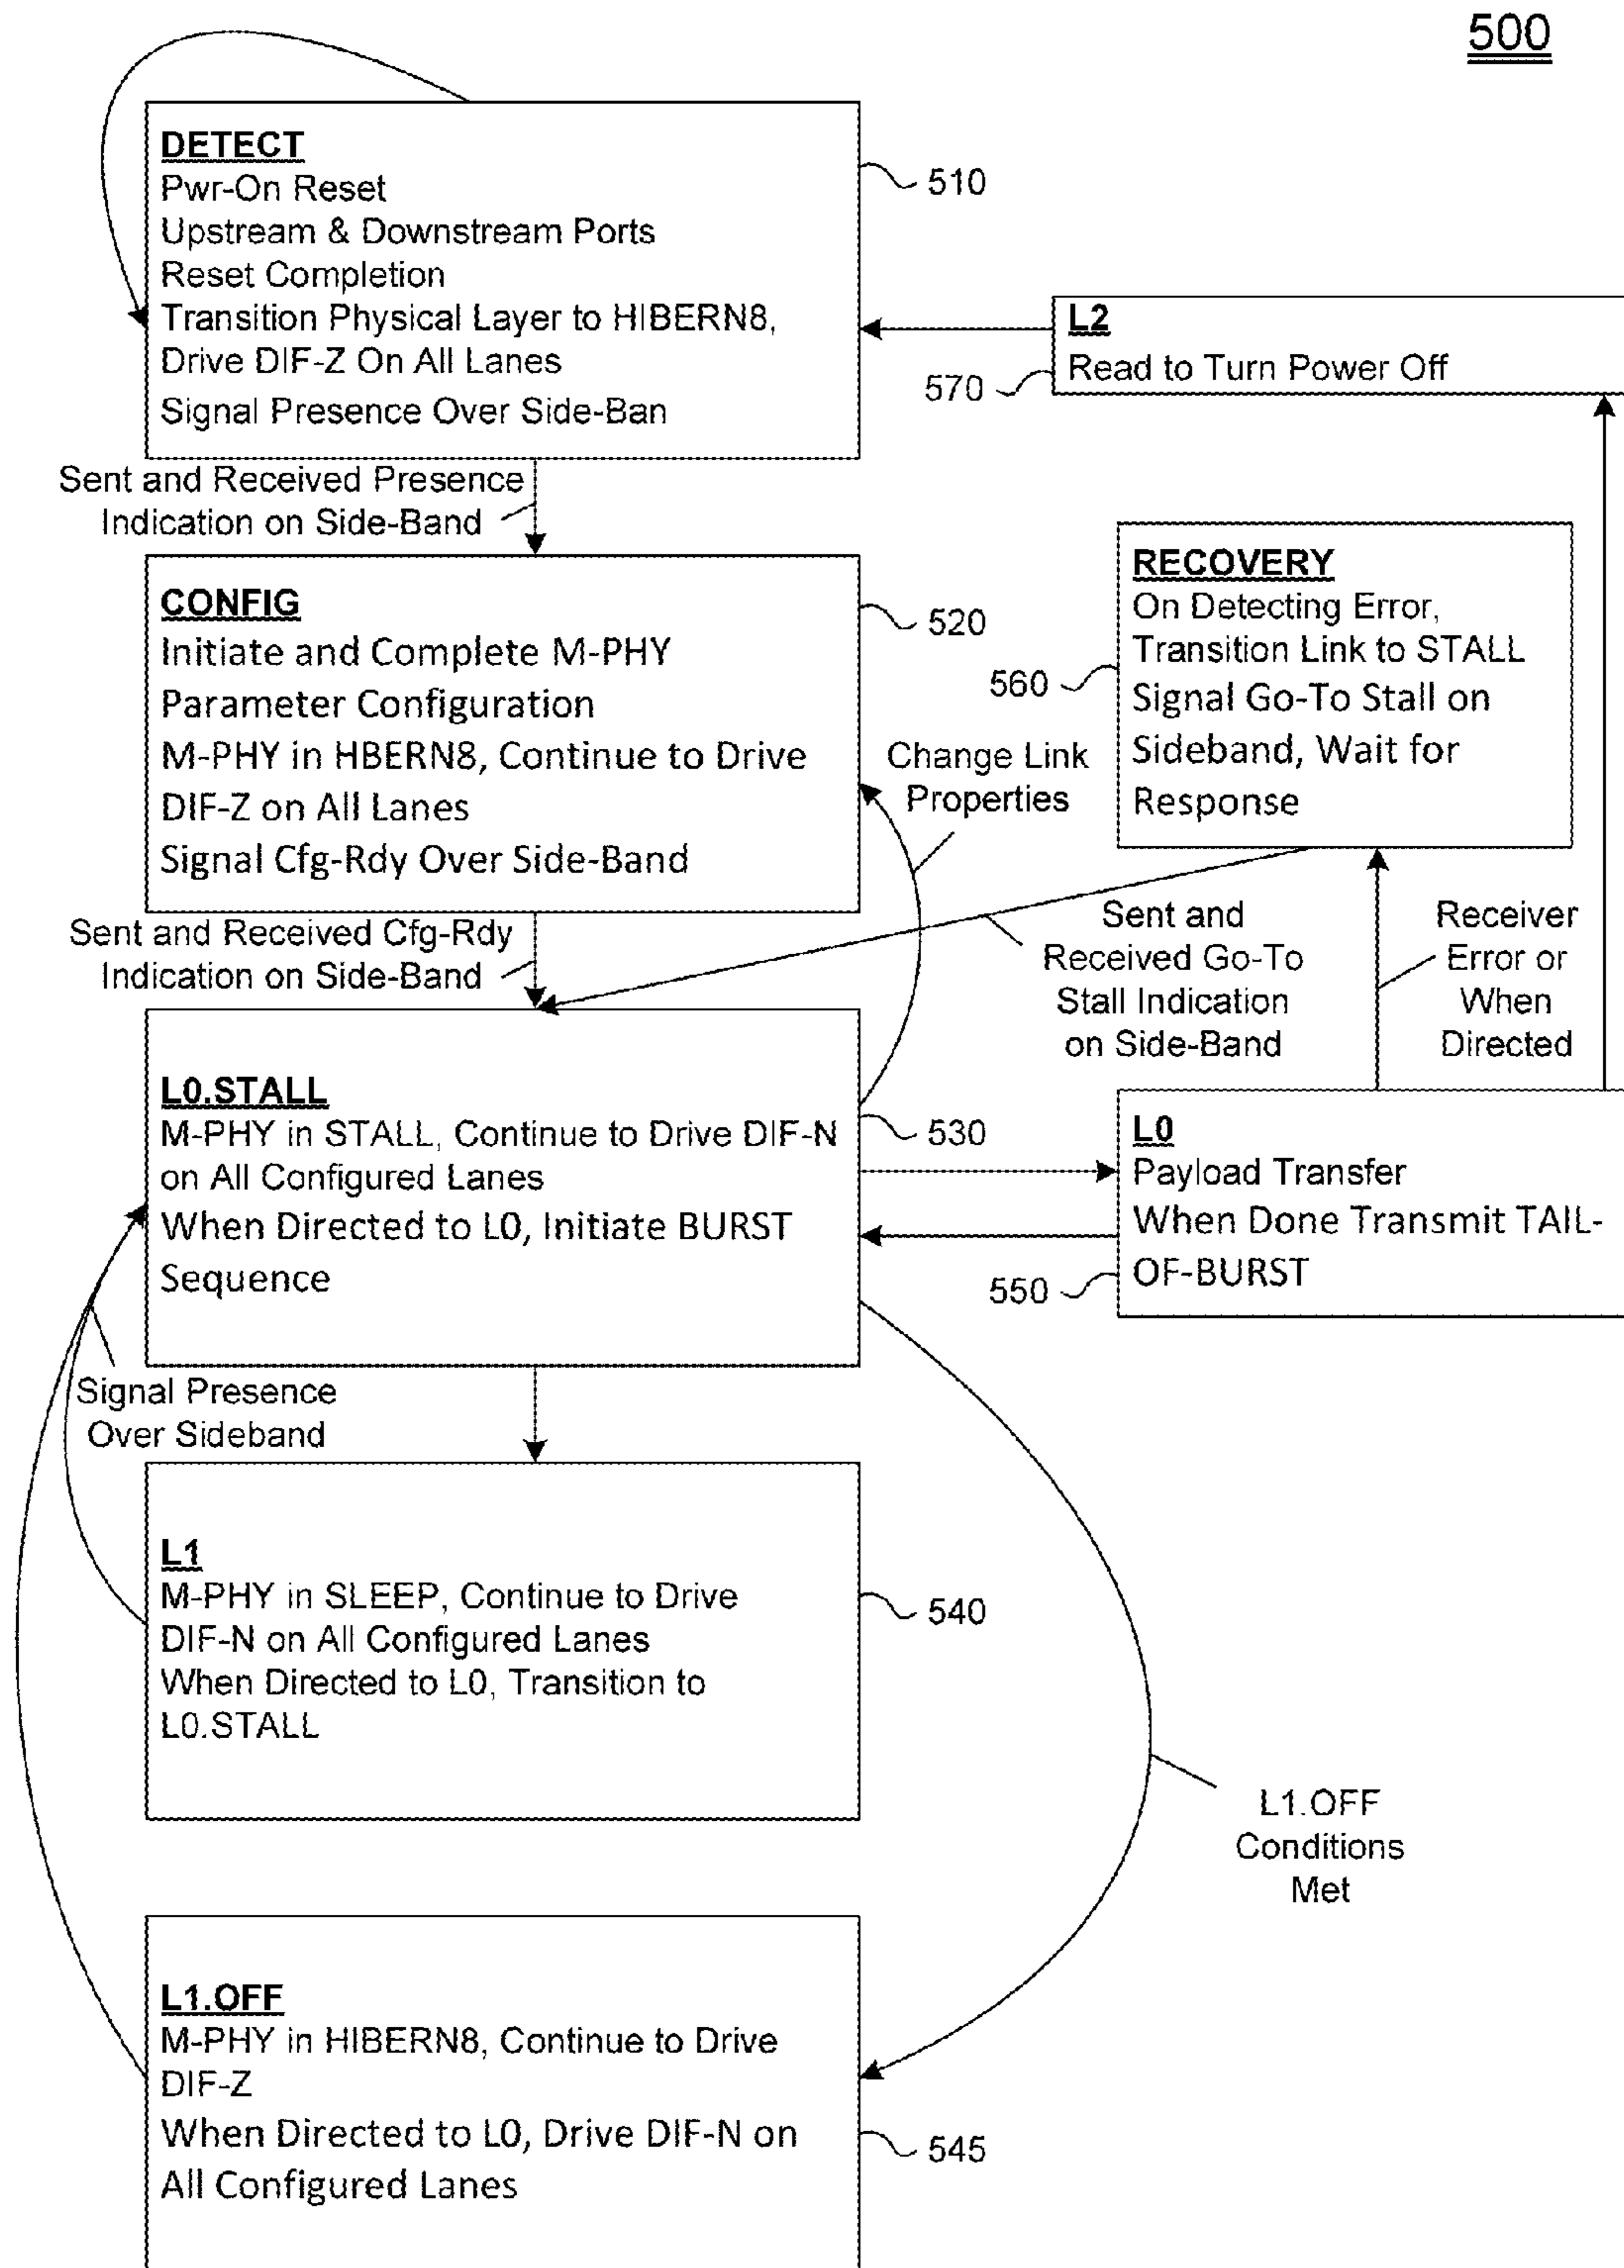 500
DETECT
Pwr-On Reset
Upstream & Downstream Ports
Reset Completion
Transition Physical Layer to HIBERN8,
Drive DIF-Z On All Lanes
Signal Presence Over Side-Ban
510
L2
Read to Turn Power Off
570
Sent and Received Presence
Indication on Side-Band
CONFIG
Initiate and Complete M-PHY
Parameter Configuration
M-PHY in HBERN8, Continue to Drive
DIF-Z on All Lanes
Signal Cfg-Rdy Over Side-Band
520
RECOVERY
On Detecting Error,
Transition Link to STALL
Signal Go-To Stall on
Sideband, Wait for
Response
560
Change Link
Properties
Sent and Received Cfg-Rdy
Indication on Side-Band
Sent and
Received Go-To
Stall Indication
on Side-Band
Receiver
Error or
When
Directed
L0.STALL
M-PHY in STALL, Continue to Drive DIF-N
on All Configured Lanes
When Directed to L0, Initiate BURST
Sequence
530
L0
Payload Transfer
When Done Transmit TAIL-
OF-BURST
550
Signal Presence
Over Sideband
L1
M-PHY in SLEEP, Continue to Drive
DIF-N on All Configured Lanes
When Directed to L0, Transition to
L0.STALL
540
L1.OFF
Conditions
Met
L1.OFF
M-PHY in HIBERN8, Continue to Drive
DIF-Z
When Directed to L0, Drive DIF-N on
All Configured Lanes
545